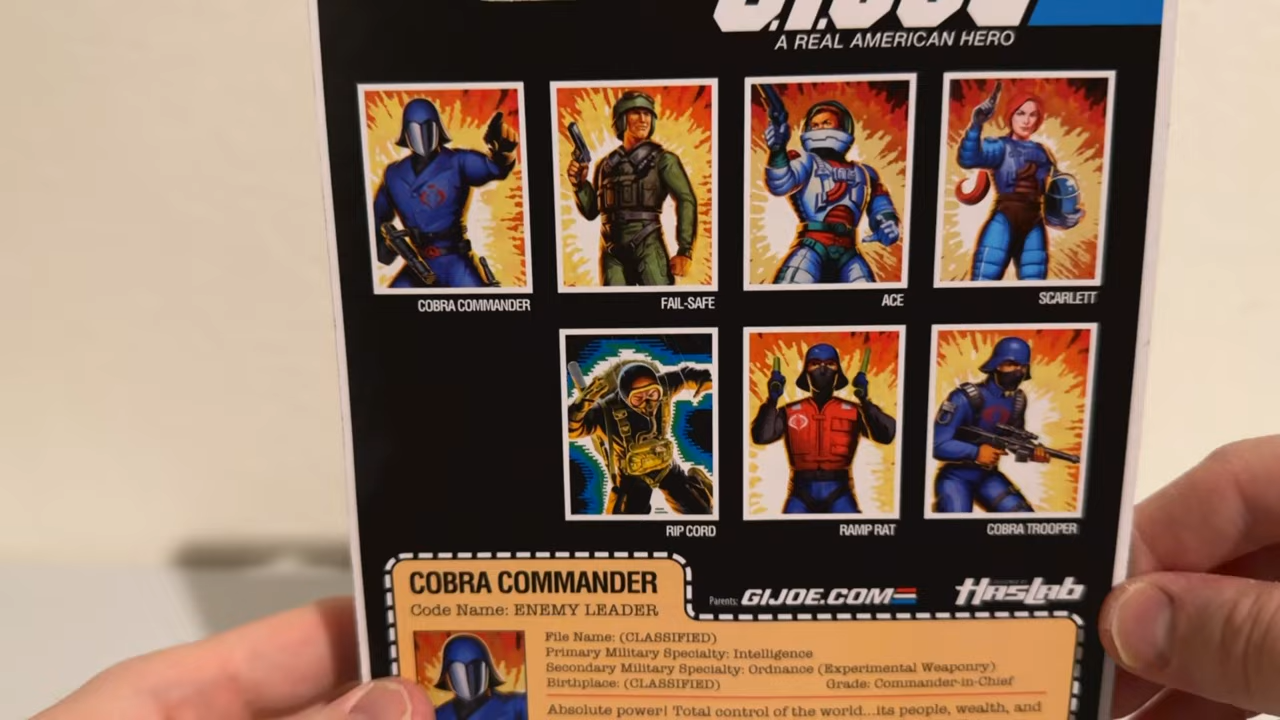 G.I.JOE
A REAL AMERICAN HERO
COBRA COMMANDER
FAIL-SAFE
ACE
SCARLETT
RIP CORD
RAMP RAT
COBRA TROOPER
COBRA COMMANDER
Code Name: ENEMY LEADER
Parents: GIJOE.COM
HASLAB
File Name: (CLASSIFIED)
Primary Military Specialty: Intelligence
Secondary Military Specialty: Ordnance (Experimental Weaponry)
Birthplace: (CLASSIFIED) Grade: Commander-in-Chief
Absolute power! Total control of the world...its people, wealth, and